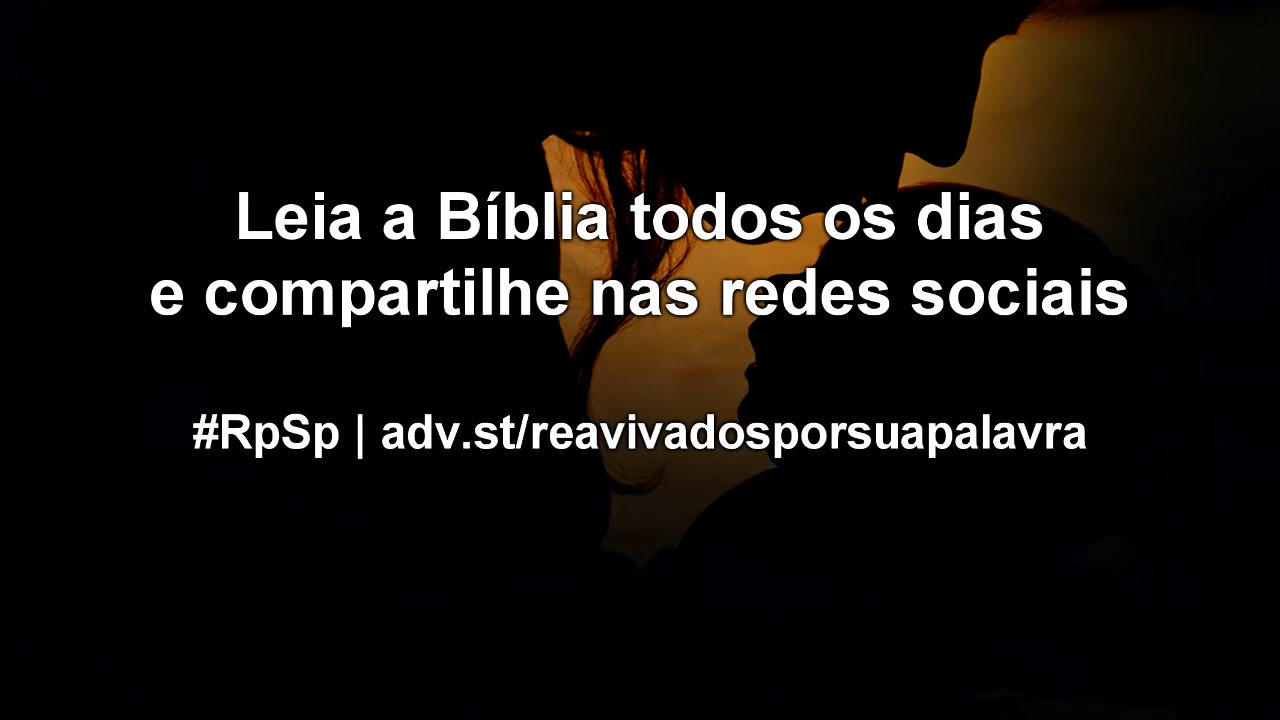 Leia a Bíblia todos os dias
e compartilhe nas redes sociais
#RpSp | adv.st/reavivadosporsuapalavra